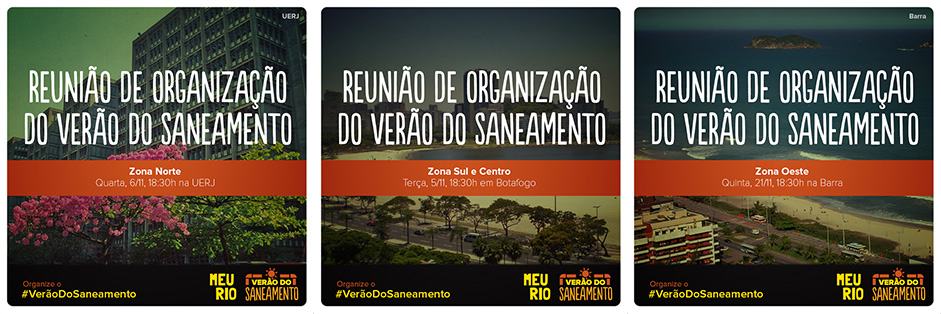 UERJ
REUNIÃO DE ORGANIZAÇÃO
DO VERÃO DO SANEAMENTO
Zona Norte
Quarta, 6/11, 18:30h na UERJ
Organize o
#VerãoDoSaneamento
MEU
RIO
VERÃO DO
SANEAMENTO
REUNIÃO DE ORGANIZAÇÃO
DO VERÃO DO SANEAMENTO
Zona Sul e Centro
Terça, 5/11, 18:30h em Botafogo
Organize o
#VerãoDoSaneamento
MEU
RIO
VERÃO DO
SANEAMENTO
Barra
REUNIÃO DE ORGANIZAÇÃO
DO VERÃO DO SANEAMENTO
Zona Oeste
Quinta, 21/11, 18:30h na Barra
Organize o
#VerãoDoSaneamento
MEU
RIO
VERÃO DO
SANEAMENTO